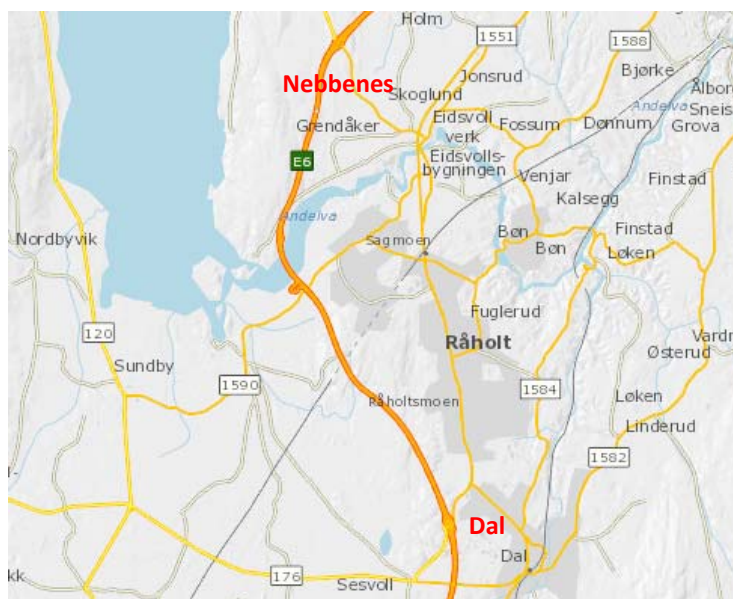 Holm
1551
1588
Bjørke
Nebbenes
Jonsrud
Skoglund
Ålbor
Andelva
Sneis
Grendåker
Eidsvoll
verk
Fossum
Dønnum
Grova
E6
Eidsvolls-
bygningen
Venjar
Finstad
Kalsegg
Andelva
Nordbyvik
Sagmoen
Bøn
Bøn
Finstad
Løken
Fuglerud
120
Råholt
Vardr
Østerud
Sundby
1590
1584
Råholtsmoen
Løken
Linderud
1582
Dal
Dal
kk
176
Sesvoll